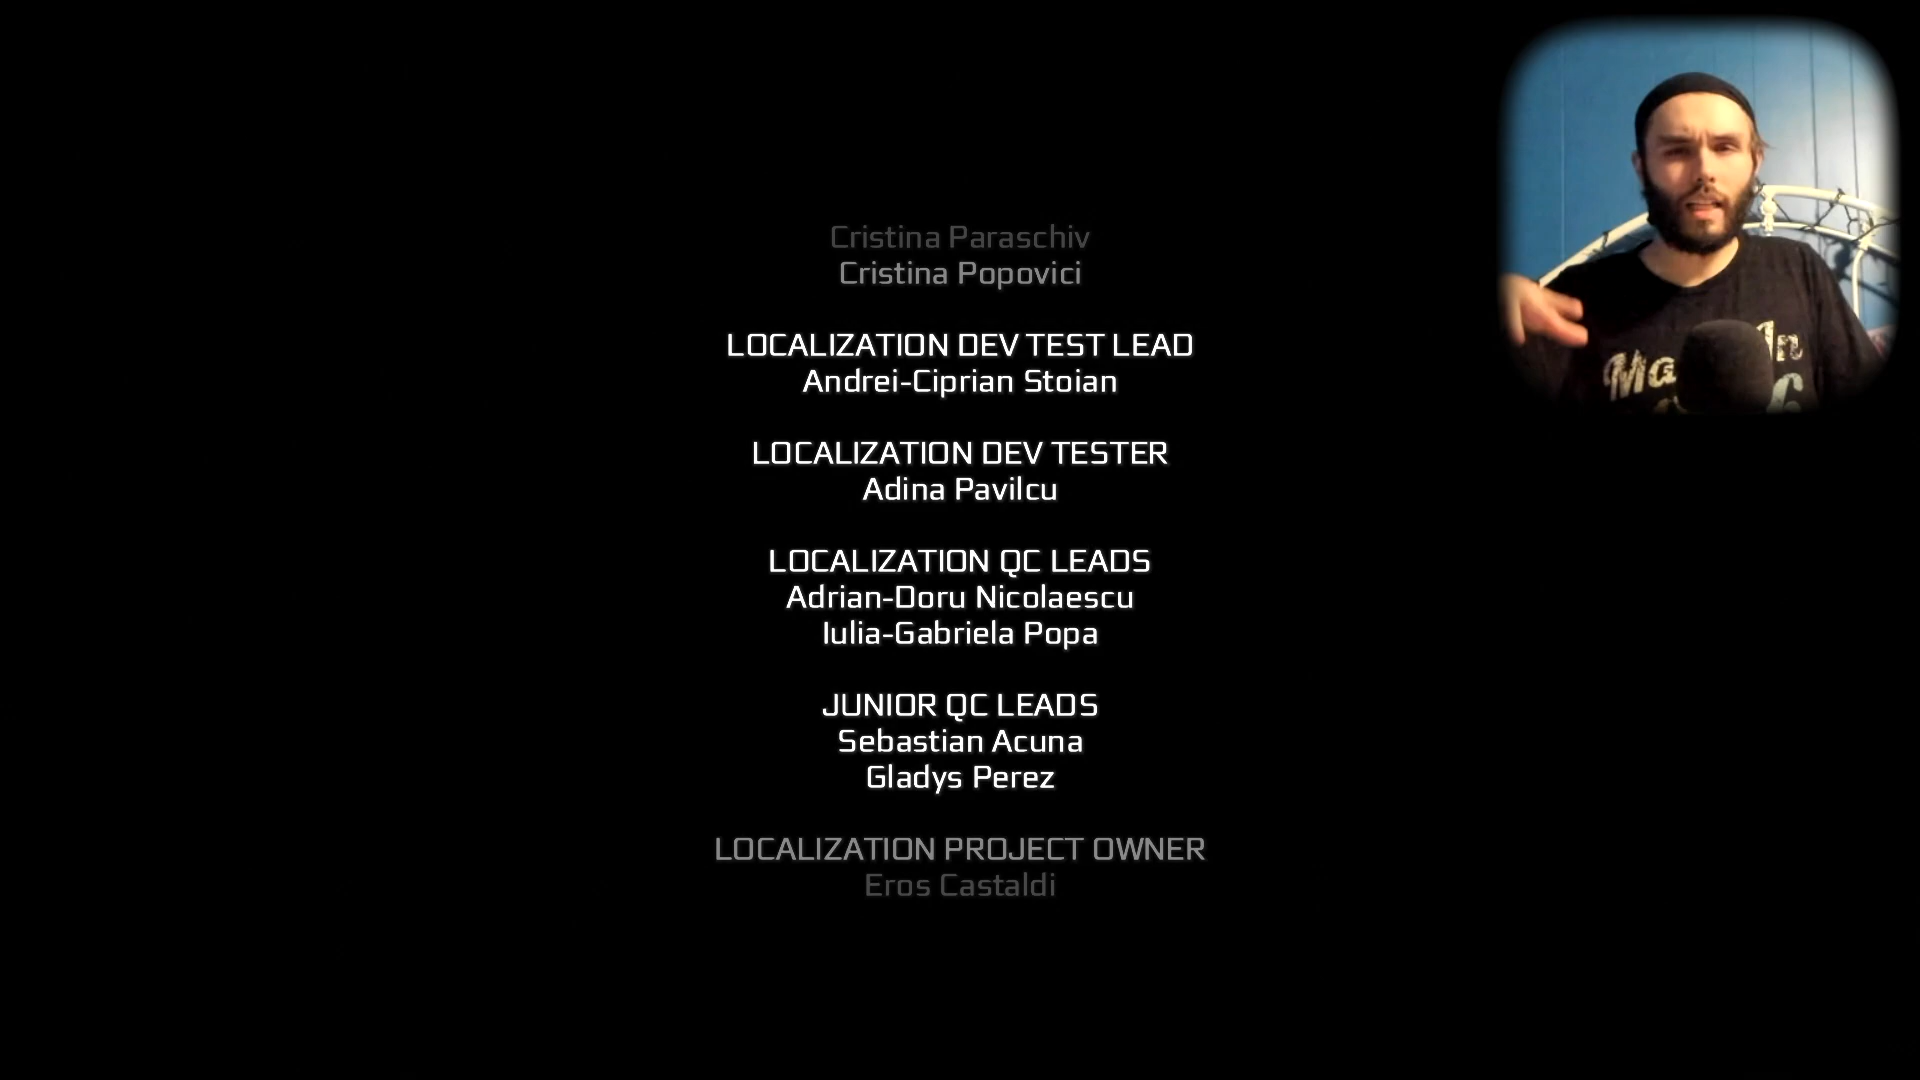 Cristina Paraschiv
Cristina Popovici
LOCALIZATION DEV TEST LEAD
Andrei-Ciprian Stoian
LOCALIZATION DEV TESTER
Adina Pavilcu
LOCALIZATION QC LEADS
Adrian-Doru Nicolaescu
Iulia-Gabriela Popa
JUNIOR QC LEADS
Sebastian Acuna
Gladys Perez
LOCALIZATION PROJECT OWNER
Eros Castaldi